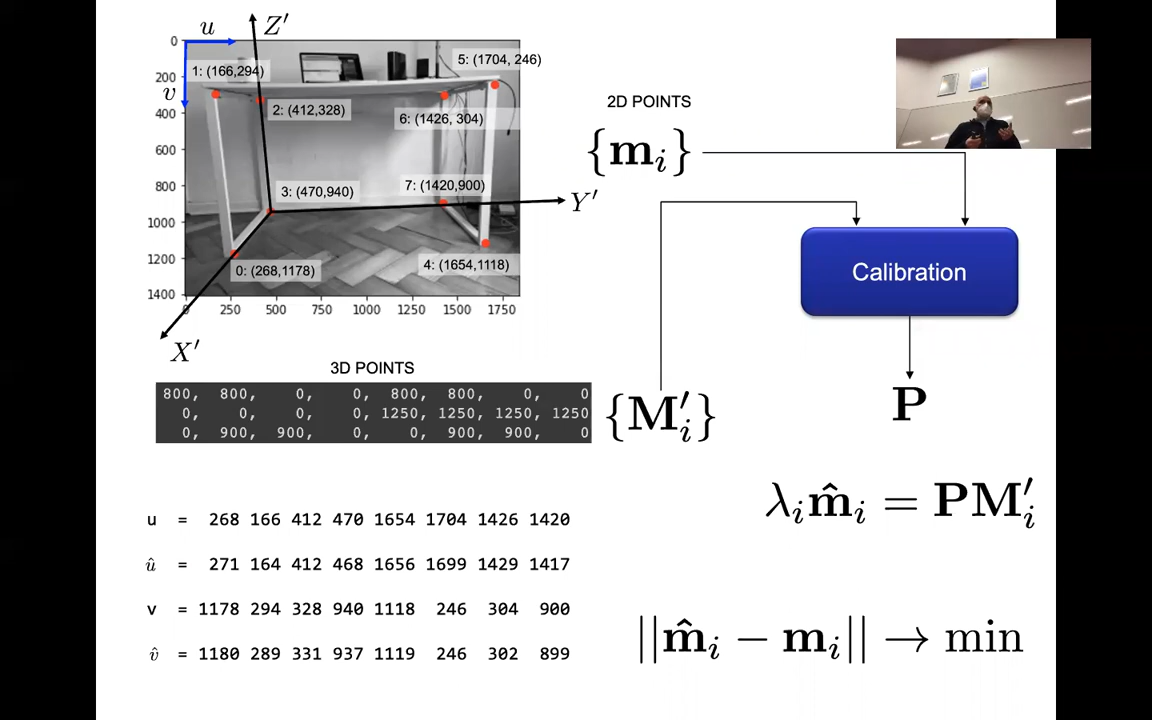 u
Z'
0
200
400
600
800
1000
1200
1400
v
1: (166,294)
5: (1704, 246)
2: (412,328)
6: (1426, 304)
3: (470,940)
7: (1420,900)
Y'
0: (268,1178)
4: (1654,1118)
0 250 500 750 1000 1250 1500 1750
X'
2D POINTS
{m_i}
Calibration
P
3D POINTS
800, 800, 0, 0, 800, 800, 0, 0
0, 0, 0, 0, 1250, 1250, 1250, 1250
0, 900, 900, 0, 0, 900, 900, 0
{M'_i}
λ_i m̂_i = PM'_i
u = 268 166 412 470 1654 1704 1426 1420
û = 271 164 412 468 1656 1699 1429 1417
v = 1178 294 328 940 1118 246 304 900
v̂ = 1180 289 331 937 1119 246 302 899
||m̂_i − m_i|| → min